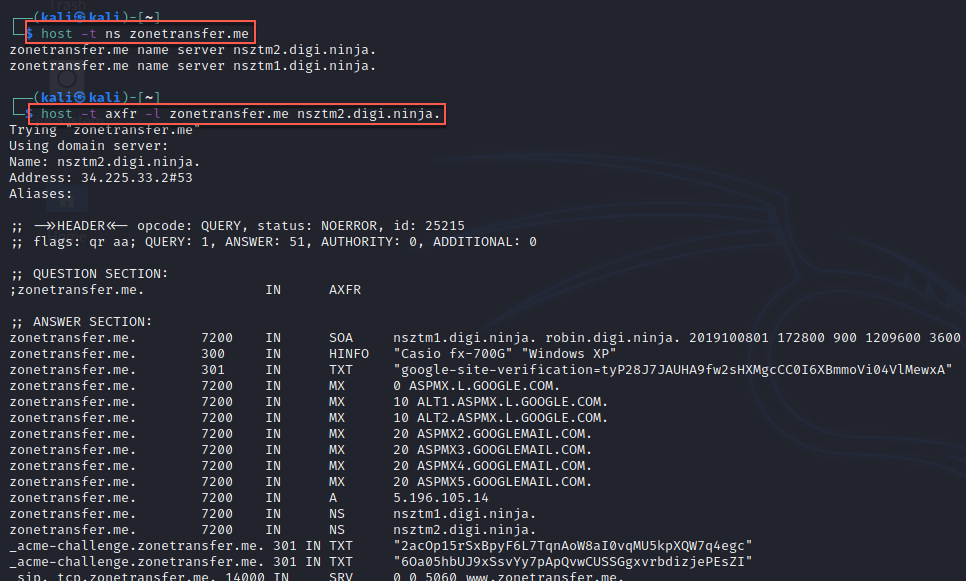 Trash
(kali㉿kali)-[~]
$ host -t ns zonetransfer.me
zonetransfer.me name server nsztm2.digi.ninja.
zonetransfer.me name server nsztm1.digi.ninja.
(kali㉿kali)-[~]
$ host -t axfr -l zonetransfer.me nsztm2.digi.ninja.
Trying "zonetransfer.me"
Using domain server:
Name: nsztm2.digi.ninja.
Address: 34.225.33.2#53
Aliases:
;; ->>HEADER<<- opcode: QUERY, status: NOERROR, id: 25215
;; flags: qr aa; QUERY: 1, ANSWER: 51, AUTHORITY: 0, ADDITIONAL: 0
;; QUESTION SECTION:
;zonetransfer.me. IN AXFR
;; ANSWER SECTION:
zonetransfer.me. 7200 IN SOA nsztm1.digi.ninja. robin.digi.ninja. 2019100801 172800 900 1209600 3600
zonetransfer.me. 300 IN HINFO "Casio fx-700G" "Windows XP"
zonetransfer.me. 301 IN TXT "google-site-verification=tyP28J7JAUHA9fw2sHXMgcCC0I6XBmmoVi04VlMewxA"
zonetransfer.me. 7200 IN MX 0 ASPMX.L.GOOGLE.COM.
zonetransfer.me. 7200 IN MX 10 ALT1.ASPMX.L.GOOGLE.COM.
zonetransfer.me. 7200 IN MX 10 ALT2.ASPMX.L.GOOGLE.COM.
zonetransfer.me. 7200 IN MX 20 ASPMX2.GOOGLEMAIL.COM.
zonetransfer.me. 7200 IN MX 20 ASPMX3.GOOGLEMAIL.COM.
zonetransfer.me. 7200 IN MX 20 ASPMX4.GOOGLEMAIL.COM.
zonetransfer.me. 7200 IN MX 20 ASPMX5.GOOGLEMAIL.COM.
zonetransfer.me. 7200 IN A 5.196.105.14
zonetransfer.me. 7200 IN NS nsztm1.digi.ninja.
zonetransfer.me. 7200 IN NS nsztm2.digi.ninja.
_acme-challenge.zonetransfer.me. 301 IN TXT "2acOp15rSxBpyF6L7TqnAoW8aI0vqMU5kpXQW7q4egc"
_acme-challenge.zonetransfer.me. 301 IN TXT "6Oa05hbUJ9xSsvYy7pApQvwCUSSGgxvrbdizjePEsZI"
_sip._tcp.zonetransfer.me. 14000 IN SRV 0 0 5060 www.zonetransfer.me.